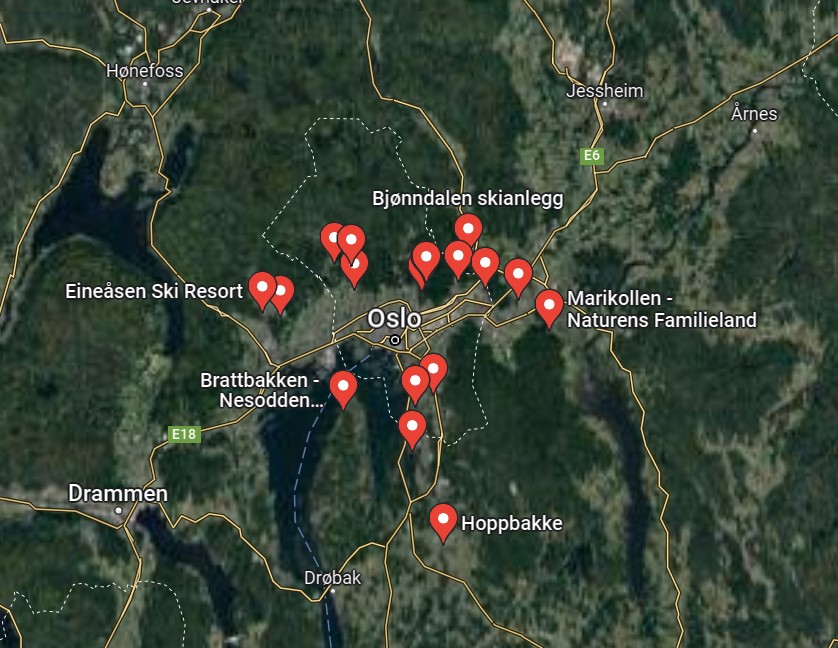 Jevnaker
Hønefoss
Jessheim
Årnes
E6
Bjønndalen skianlegg
Eineåsen Ski Resort
Marikollen -
Naturens Familieland
Oslo
Brattbakken -
Nesodden...
E18
Drammen
Hoppbakke
Drøbak